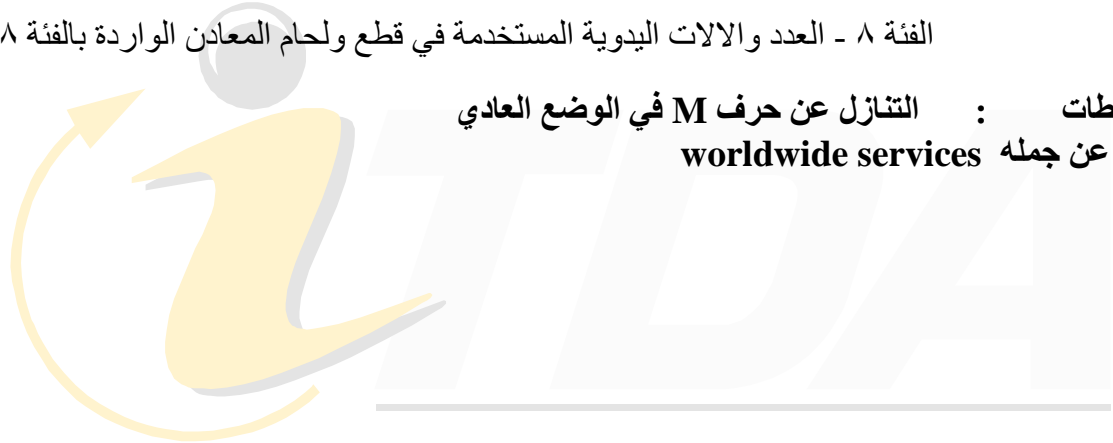 الفئة ٨ - العدد والالات اليدوية المستخدمة في قطع ولحام المعادن الواردة بالفئة ٨
طات : التنازل عن حرف M في الوضع العادي
عن جمله worldwide services
iTDA